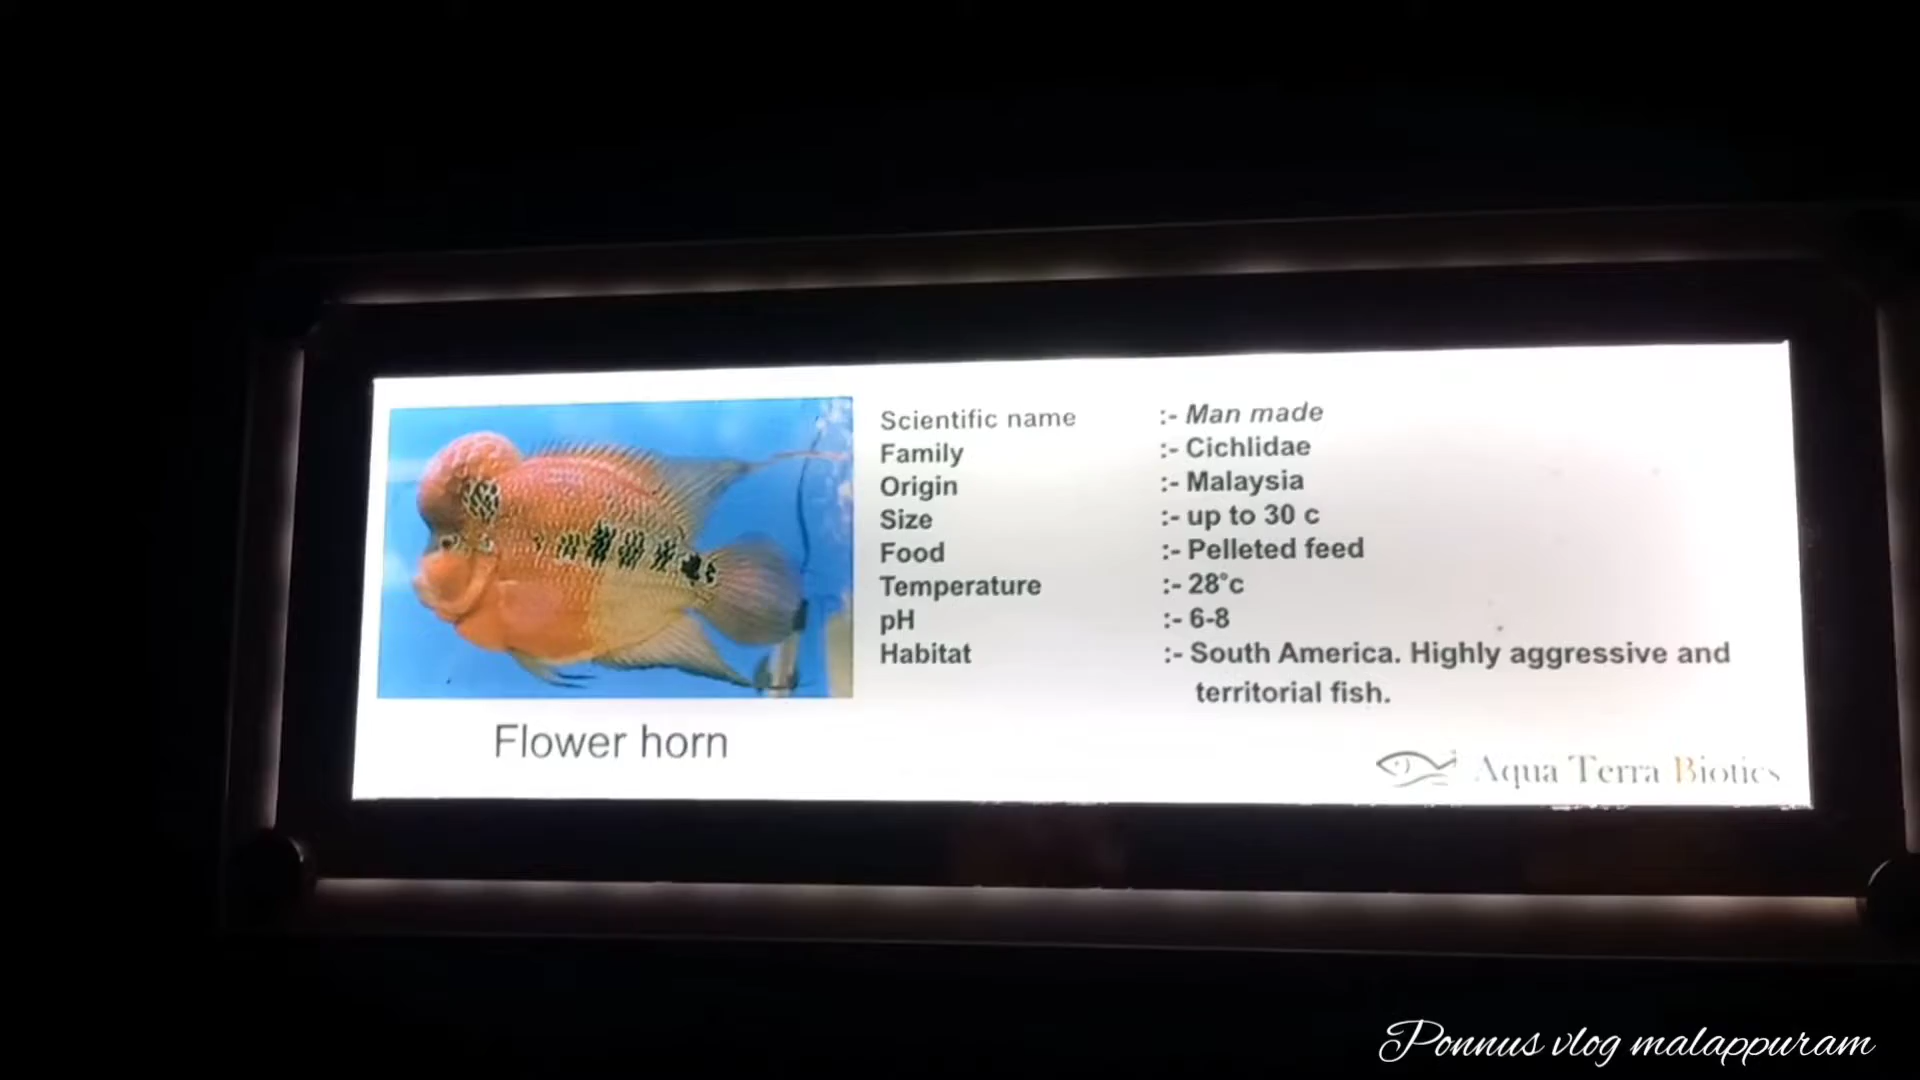 Scientific name :- Man made
Family :- Cichlidae
Origin :- Malaysia
Size :- up to 30 c
Food :- Pelleted feed
Temperature :- 28°c
pH :- 6-8
Habitat :- South America. Highly aggressive and
territorial fish.
Flower horn
Aqua Terra Biotics
Ponnus vlog malappuram